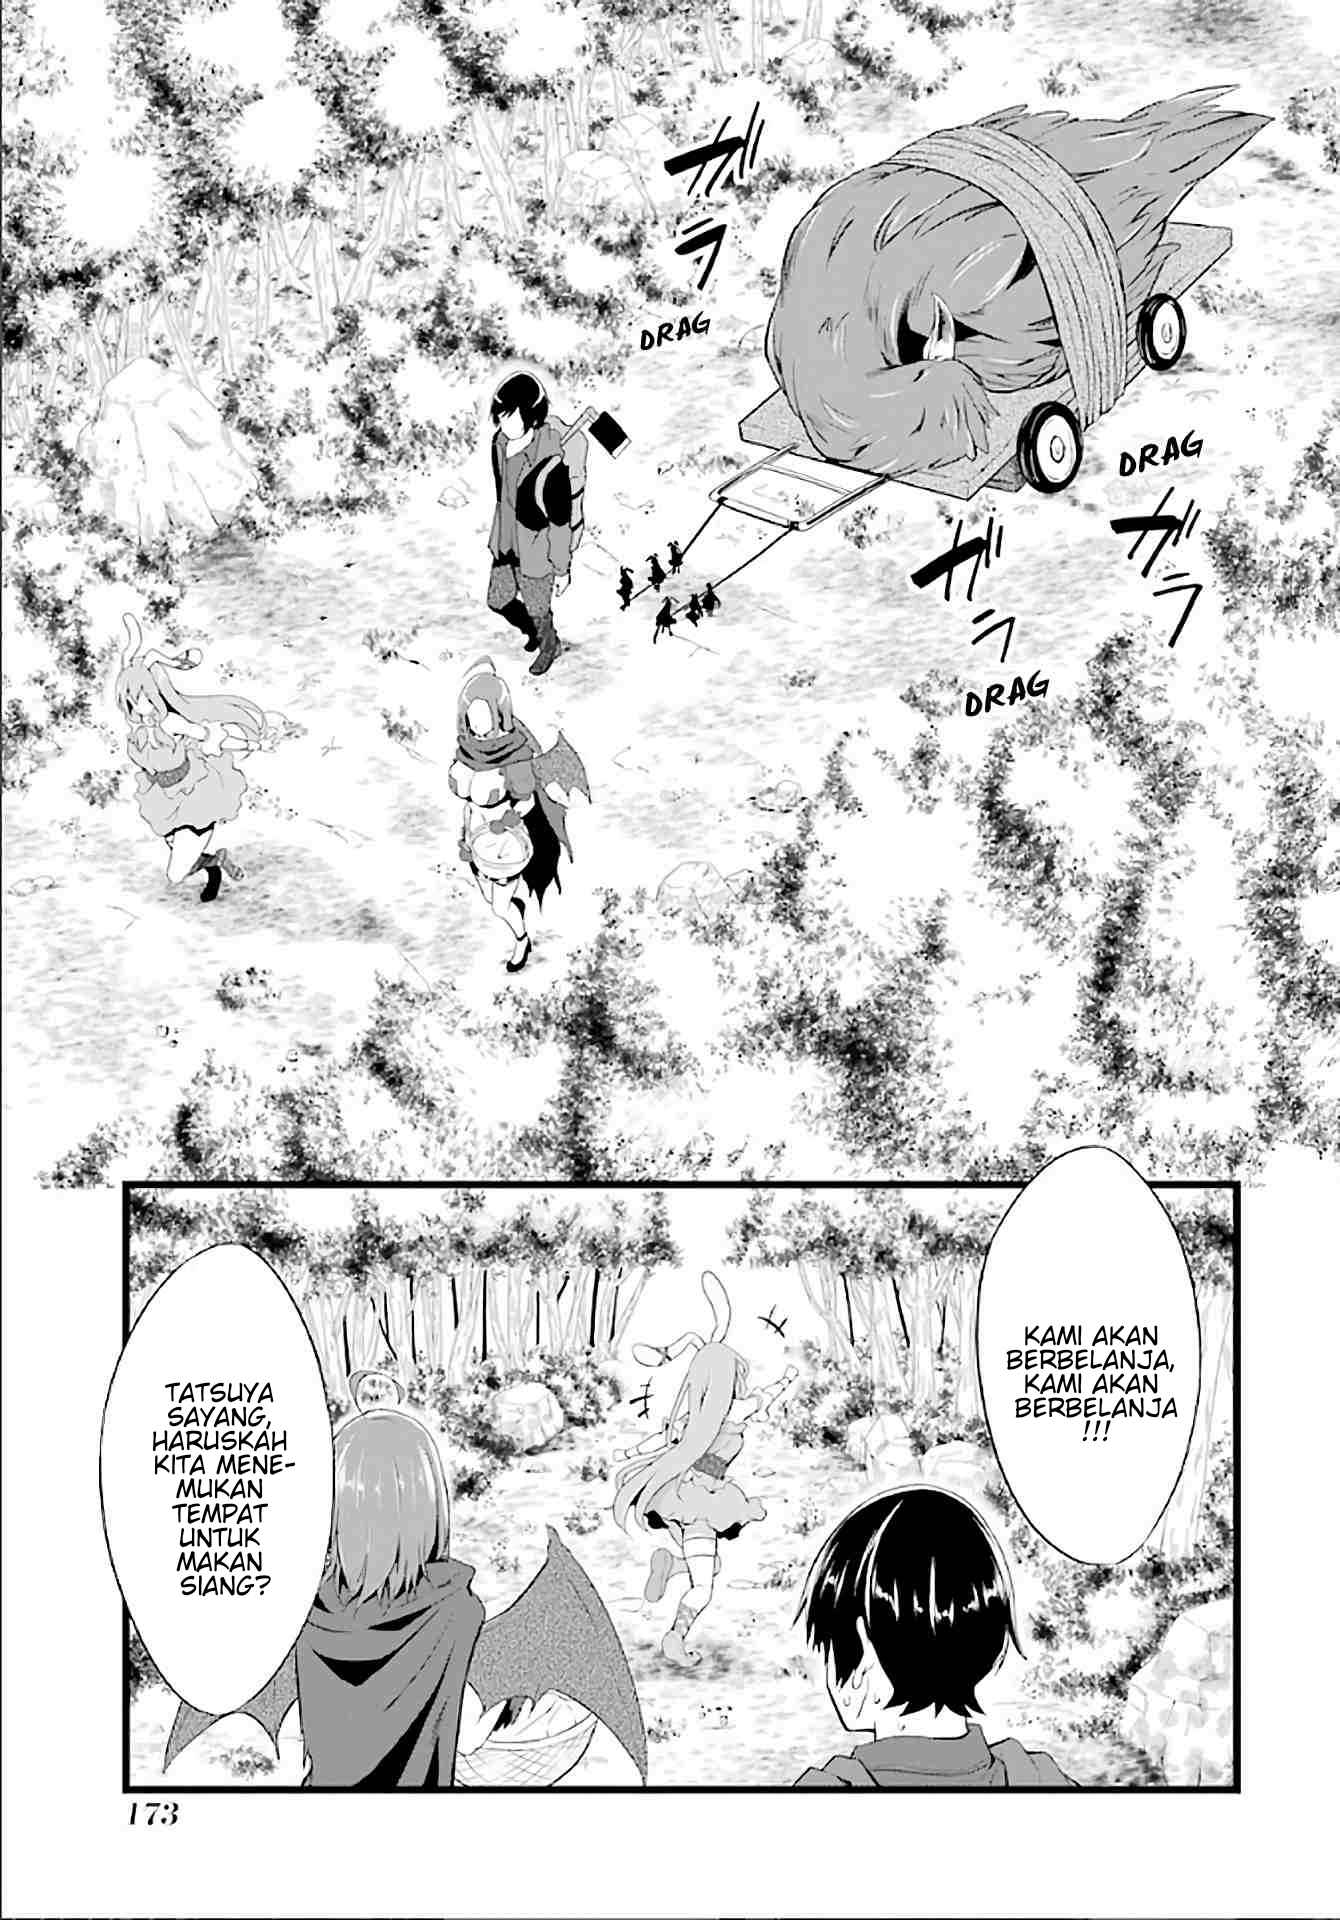 ガラ
DRAG
DRAG
ガラ
ガラ
DRAG
KAMI AKAN
BERBELANJA,
KAMI AKAN
BERBELANJA
!!!
TATSUYA
SAYANG,
HARUSKAH
KITA MENE-
MUKAN
TEMPAT
UNTUK
MAKAN
SIANG?
173